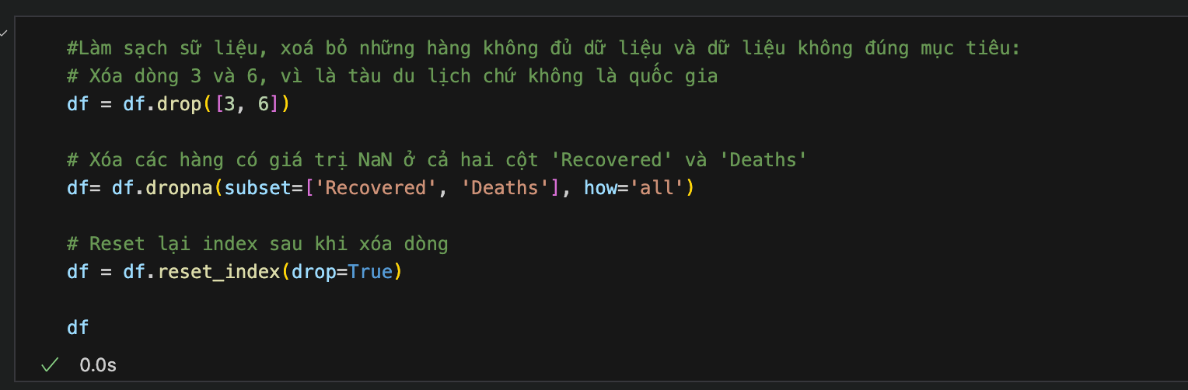 #Làm sạch sữ liệu, xoá bỏ những hàng không đủ dữ liệu và dữ liệu không đúng mục tiêu:
# Xóa dòng 3 và 6, vì là tàu du lịch chứ không là quốc gia
df = df.drop([3, 6])
# Xóa các hàng có giá trị NaN ở cả hai cột 'Recovered' và 'Deaths'
df= df.dropna(subset=['Recovered', 'Deaths'], how='all')
# Reset lại index sau khi xóa dòng
df = df.reset_index(drop=True)
df
0.0s